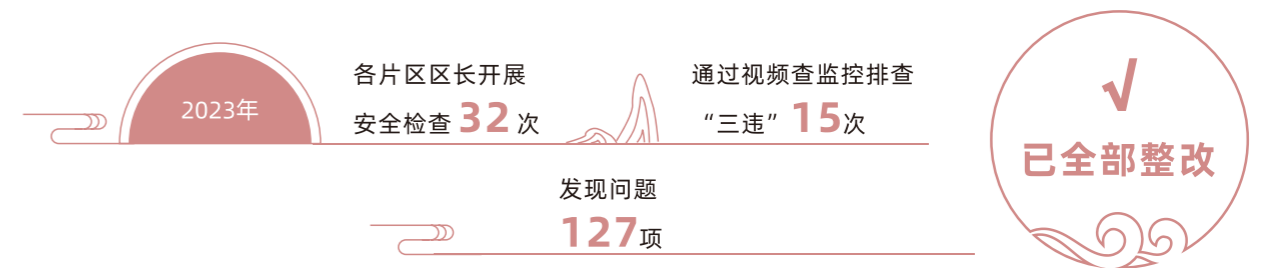 2023年
各片区区长开展
安全检查 32 次
通过视频查监控排查
“三违” 15次
发现问题
127项
√
已全部整改